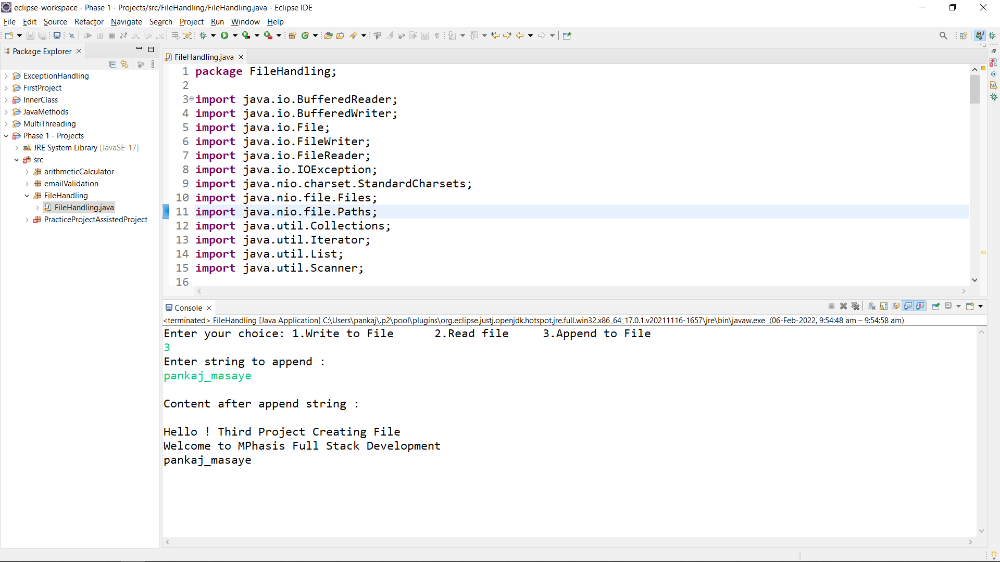 eclipse-workspace - Phase 1 - Projects/src/FileHandling/FileHandling.java - Eclipse IDE
File Edit Source Refactor Navigate Search Project Run Window Help
Package Explorer
ExceptionHandling
FirstProject
InnerClass
JavaMethods
MultiThreading
Phase 1 - Projects
JRE System Library [JavaSE-17]
src
arithmeticCalculator
emailValidation
FileHandling
FileHandling.java
PracticeProjectAssistedProject
FileHandling.java
1 package FileHandling;
2
3 import java.io.BufferedReader;
4 import java.io.BufferedWriter;
5 import java.io.File;
6 import java.io.FileWriter;
7 import java.io.FileReader;
8 import java.io.IOException;
9 import java.nio.charset.StandardCharsets;
10 import java.nio.file.Files;
11 import java.nio.file.Paths;
12 import java.util.Collections;
13 import java.util.Iterator;
14 import java.util.List;
15 import java.util.Scanner;
16
Console
<terminated> FileHandling [Java Application] C:\Users\pankaj\.p2\pool\plugins\org.eclipse.justj.openjdk.hotspot.jre.full.win32.x86_64_17.0.1.v20211116-1657\jre\bin\javaw.exe (06-Feb-2022, 9:54:48 am – 9:54:58 am)
Enter your choice: 1.Write to File 2.Read file 3.Append to File
3
Enter string to append :
pankaj_masaye
Content after append string :
Hello ! Third Project Creating File
Welcome to MPhasis Full Stack Development
pankaj_masaye